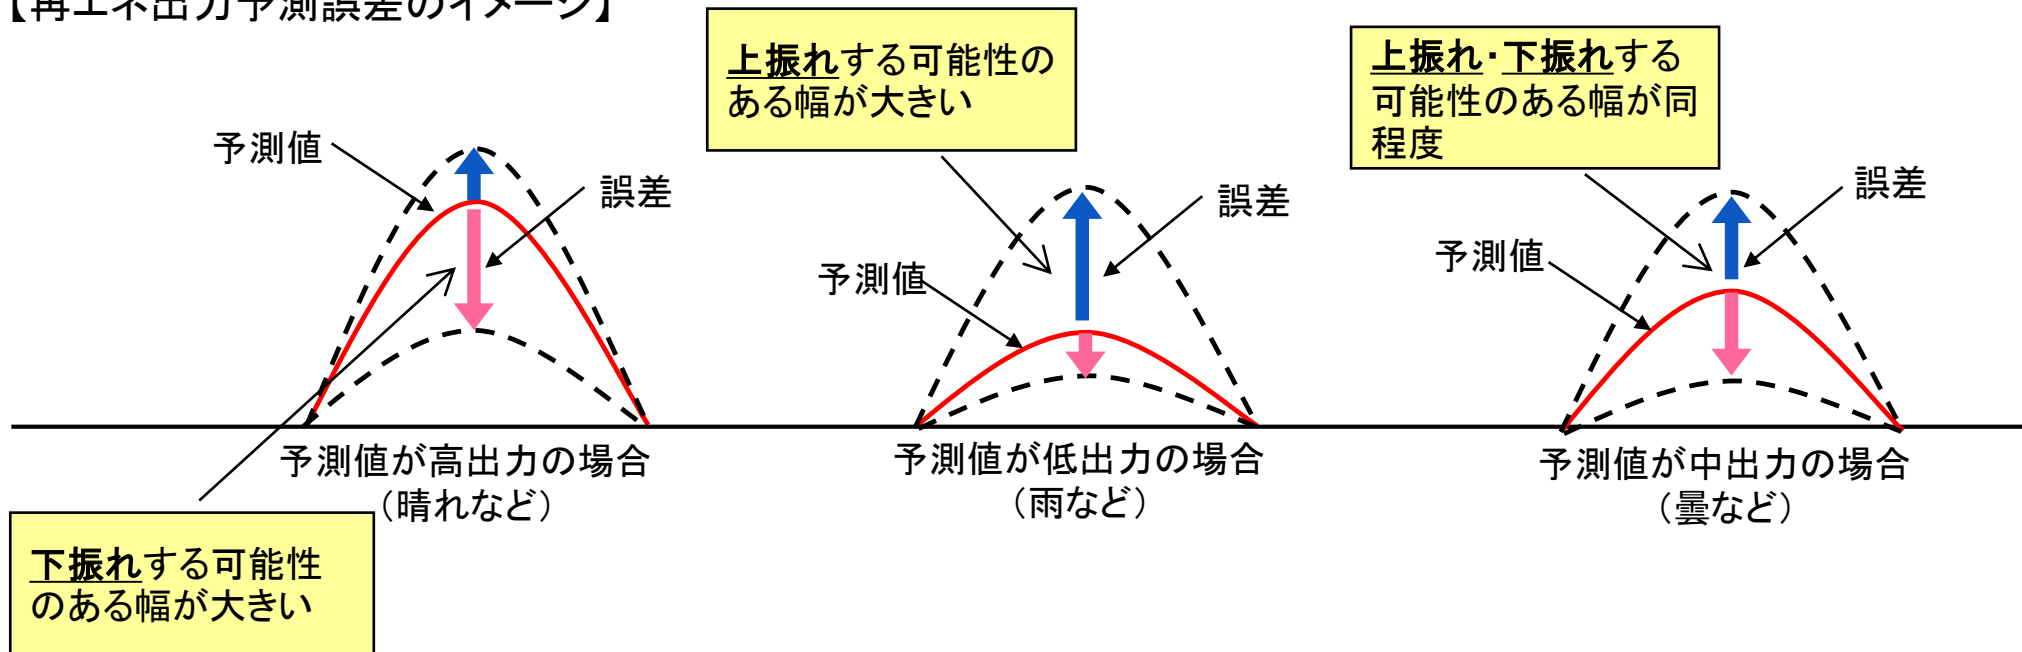 【再エネ出力予測誤差のイメージ】
予測値
誤差
予測値が高出力の場合
（晴れなど）
下振れする可能性
のある幅が大きい
上振れする可能性の
ある幅が大きい
予測値
誤差
予測値が低出力の場合
（雨など）
上振れ・下振れする
可能性のある幅が同
程度
予測値
誤差
予測値が中出力の場合
（曇など）